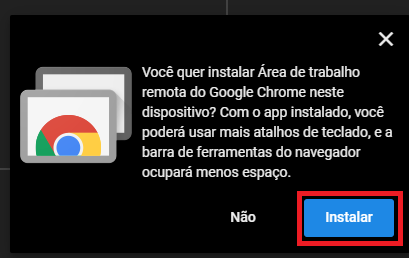 Você quer instalar Área de trabalho
remota do Google Chrome neste
dispositivo? Com o app instalado, você
poderá usar mais atalhos de teclado, e a
barra de ferramentas do navegador
ocupará menos espaço.
Não
Instalar